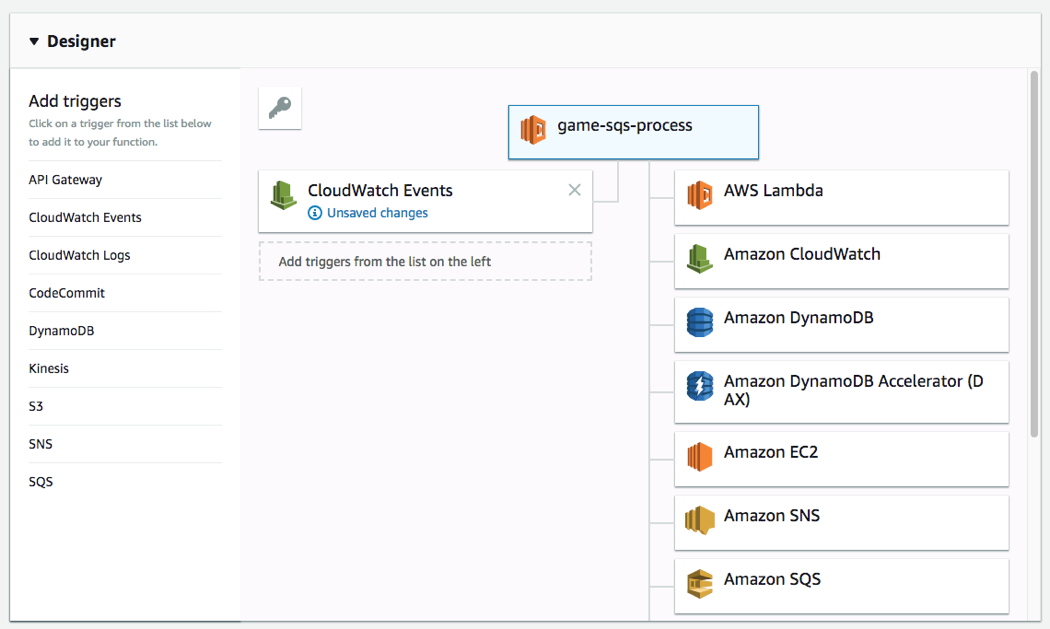 Designer
Add triggers
Click on a trigger from the list below
to add it to your function.
API Gateway
CloudWatch Events
CloudWatch Logs
CodeCommit
DynamoDB
Kinesis
S3
SNS
SQS
game-sqs-process
CloudWatch Events
Unsaved changes
Add triggers from the list on the left
AWS Lambda
Amazon CloudWatch
Amazon DynamoDB
Amazon DynamoDB Accelerator (D
AX)
Amazon EC2
Amazon SNS
Amazon SQS